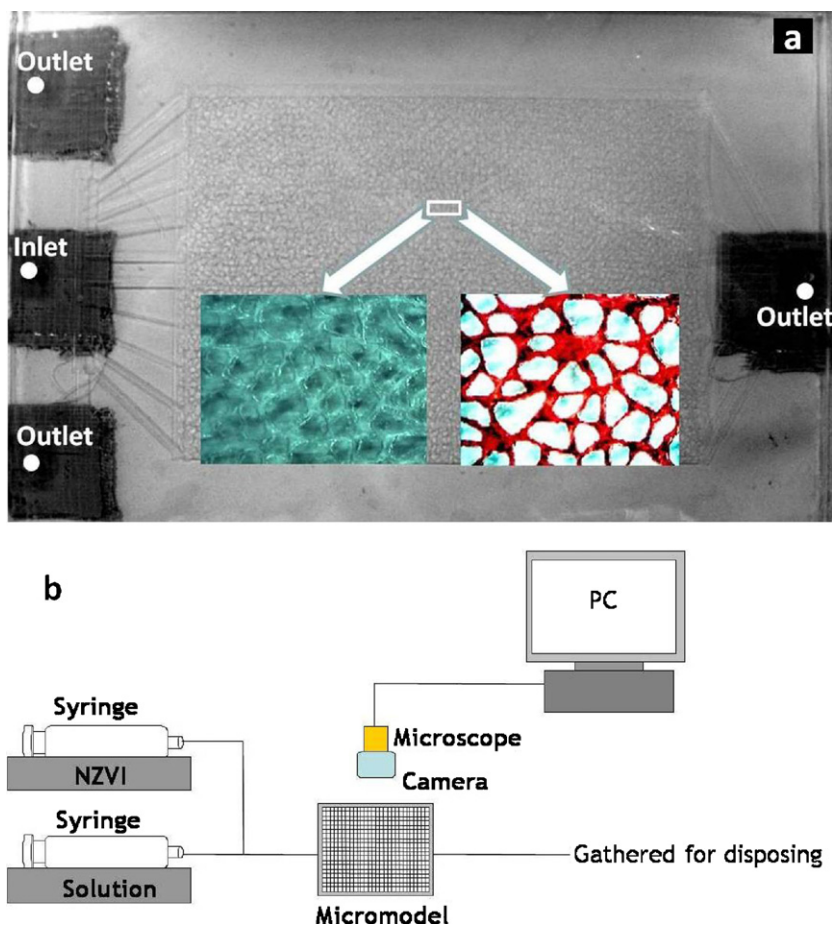 a
Outlet
Inlet
Outlet
Outlet
b
PC
Syringe
NZVI
Microscope
Camera
Syringe
Solution
Micromodel
Gathered for disposing